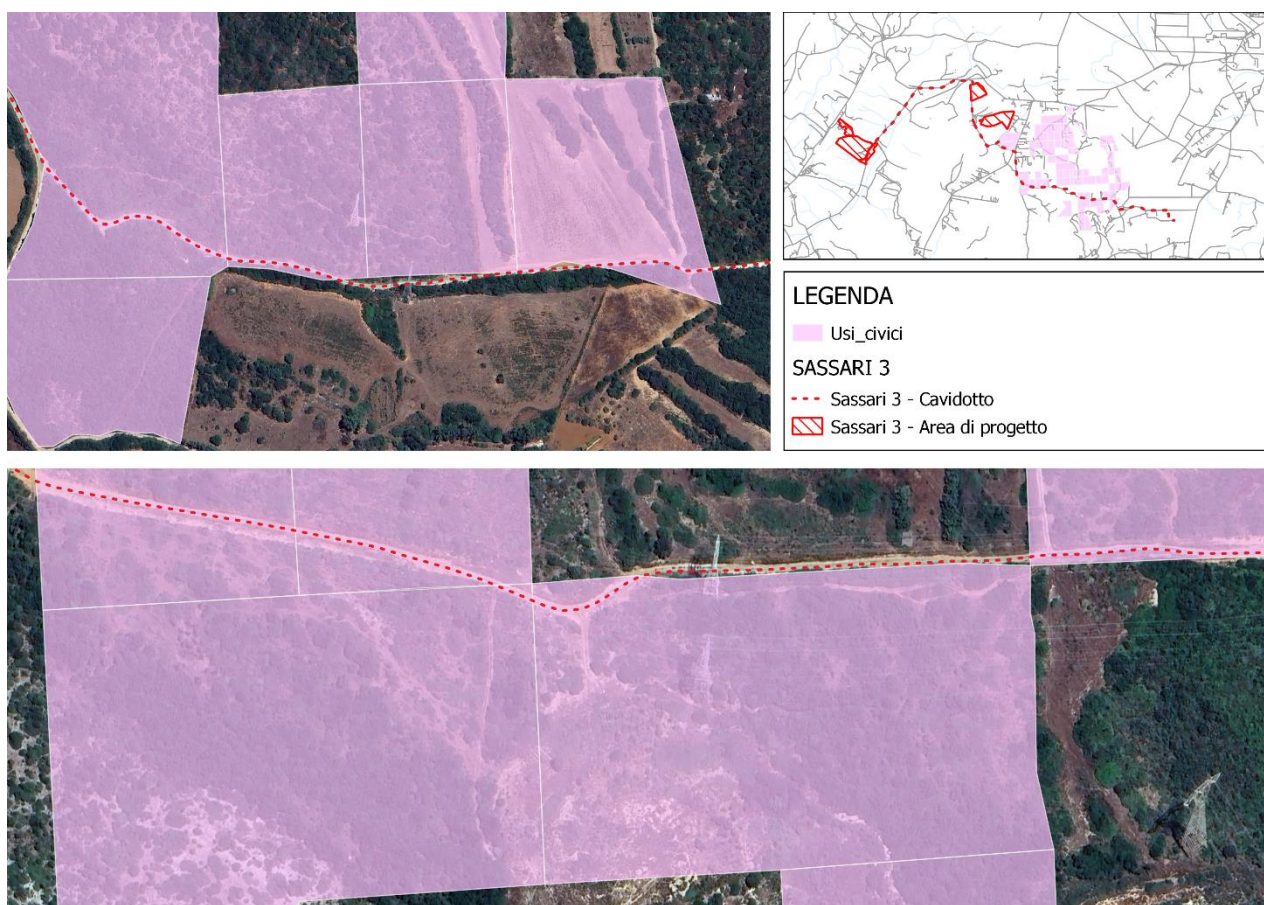 LEGENDA
Usi_civici
SASSARI 3
Sassari 3 - Cavidotto
Sassari 3 - Area di progetto